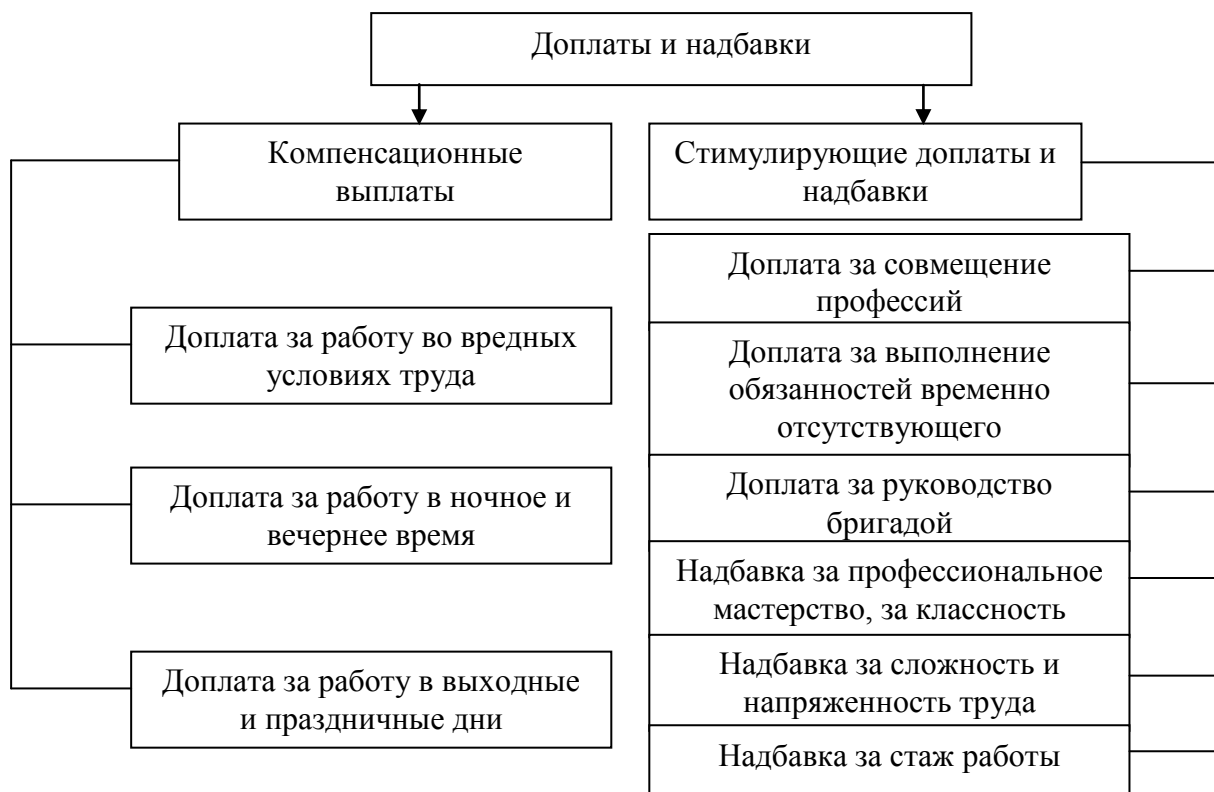 Доплаты и надбавки
Компенсационные
выплаты
Стимулирующие доплаты и
надбавки
Доплата за работу во вредных
условиях труда
Доплата за работу в ночное и
вечернее время
Доплата за работу в выходные
и праздничные дни
Доплата за совмещение
профессий
Доплата за выполнение
обязанностей временно
отсутствующего
Доплата за руководство
бригадой
Надбавка за профессиональное
мастерство, за классность
Надбавка за сложность и
напряженность труда
Надбавка за стаж работы